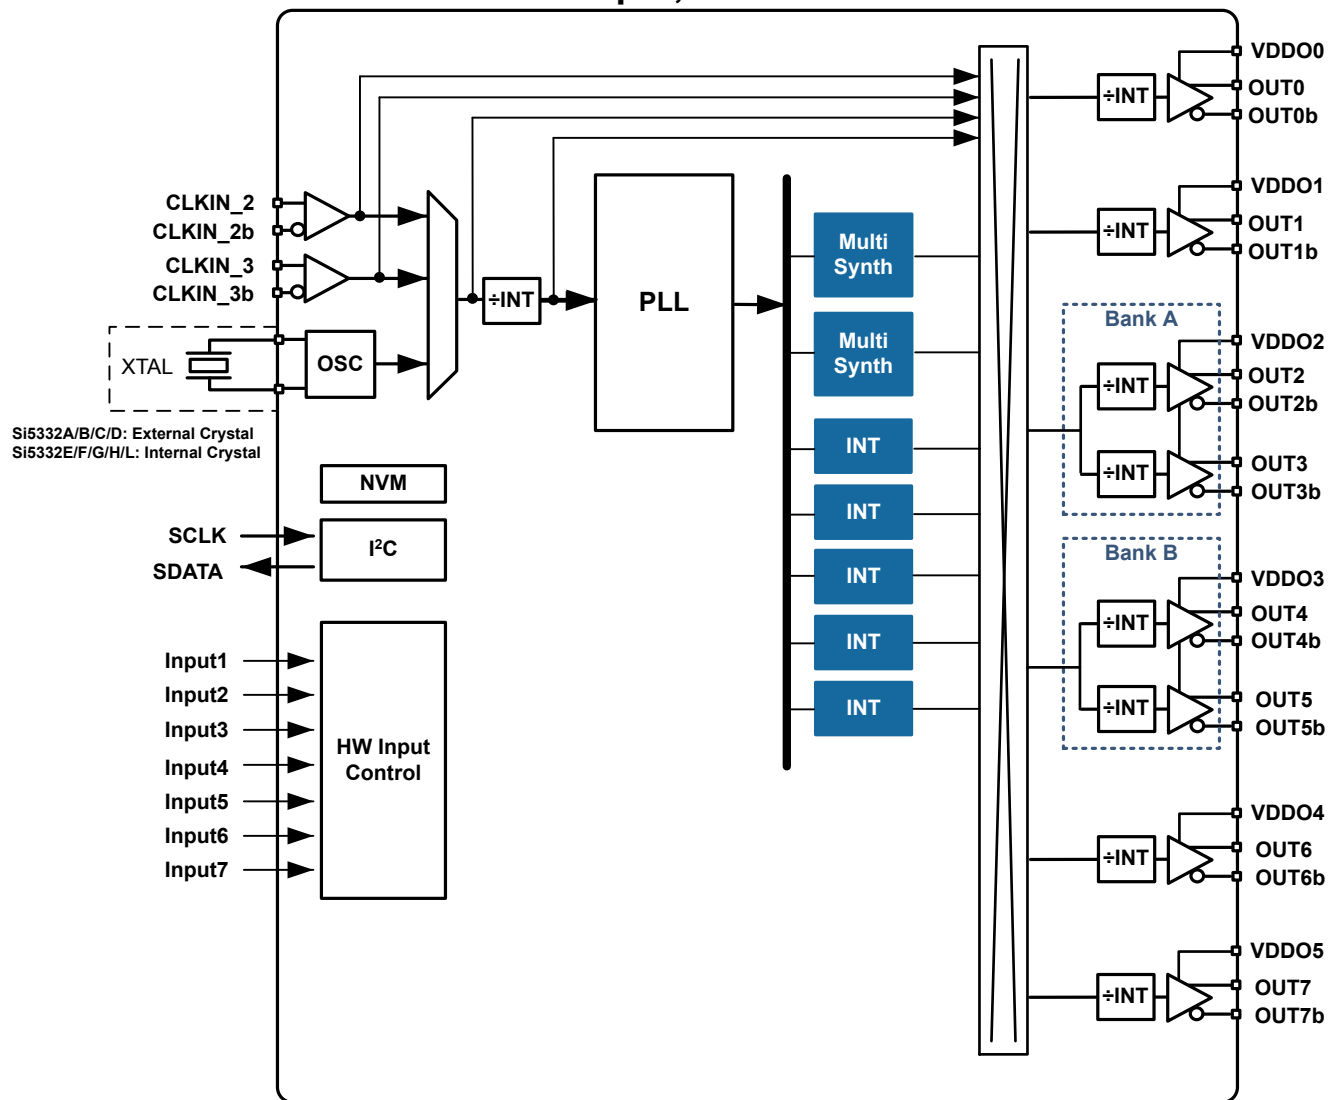 VDDO0
OUT0
OUT0b
÷INT
VDDO1
OUT1
OUT1b
÷INT
CLKIN_2
CLKIN_2b
CLKIN_3
CLKIN_3b
XTAL
OSC
÷INT
PLL
Si5332A/B/C/D: External Crystal
Si5332E/F/G/H/L: Internal Crystal
NVM
SCLK
SDATA
I²C
Input1
Input2
Input3
Input4
Input5
Input6
Input7
HW Input
Control
Multi
Synth
Multi
Synth
INT
INT
INT
INT
INT
Bank A
÷INT
÷INT
VDDO2
OUT2
OUT2b
OUT3
OUT3b
Bank B
÷INT
÷INT
VDDO3
OUT4
OUT4b
OUT5
OUT5b
÷INT
VDDO4
OUT6
OUT6b
÷INT
VDDO5
OUT7
OUT7b